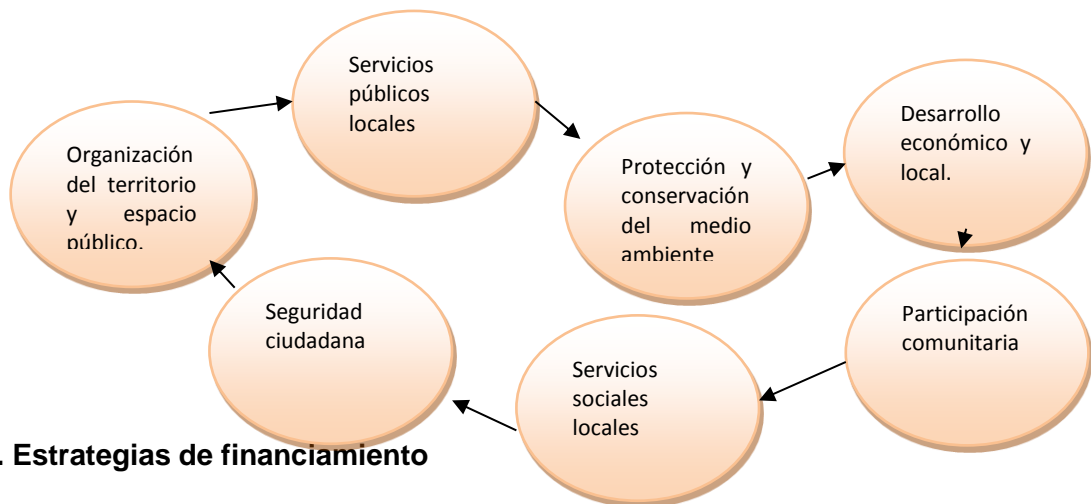 Servicios
públicos
locales
Organización
del territorio
y espacio
público.
Protección y
conservación
del medio
ambiente
Desarrollo
económico y
local.
Participación
comunitaria
Servicios
sociales
locales
Seguridad
ciudadana
. Estrategias de financiamiento